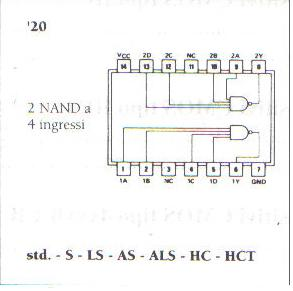 '20
VCC 2D 2C NC 2B 2A 2Y
14 13 12 11 10 9 8
2 NAND a
4 ingressi
1 2 3 4 5 6 7
1A 1B NC 1C 1D 1Y GND
std. - S - LS - AS - ALS - HC - HCT